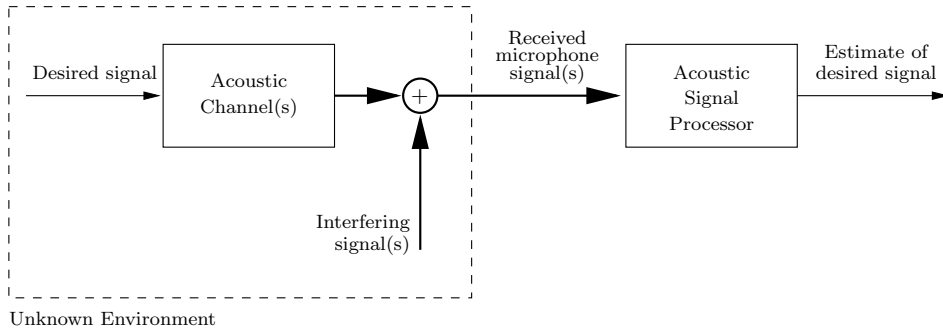 Desired signal
Acoustic
Channel(s)
+
Interfering
signal(s)
Received
microphone
signal(s)
Acoustic
Signal
Processor
Estimate of
desired signal
Unknown Environment